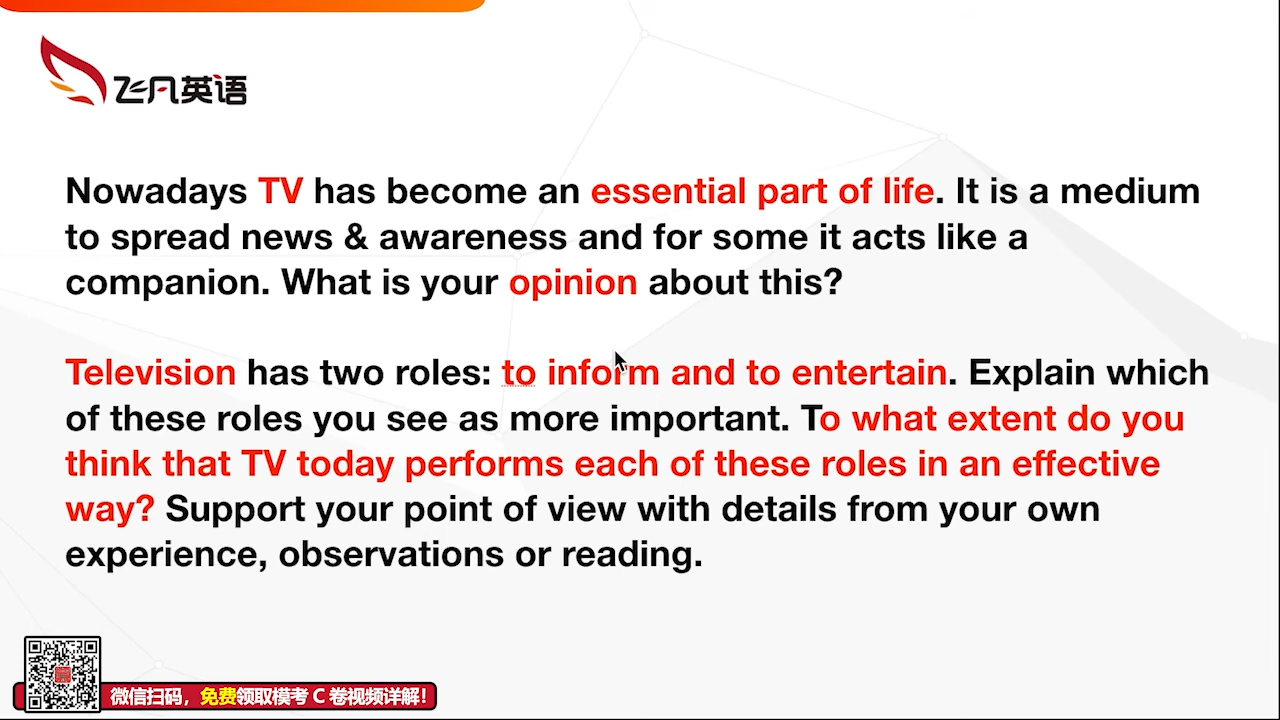 飞凡英语
Nowadays TV has become an essential part of life. It is a medium
to spread news & awareness and for some it acts like a
companion. What is your opinion about this?
Television has two roles: to inform and to entertain. Explain which
of these roles you see as more important. To what extent do you
think that TV today performs each of these roles in an effective
way? Support your point of view with details from your own
experience, observations or reading.
微信扫码，免费领取模考 C 卷视频详解！